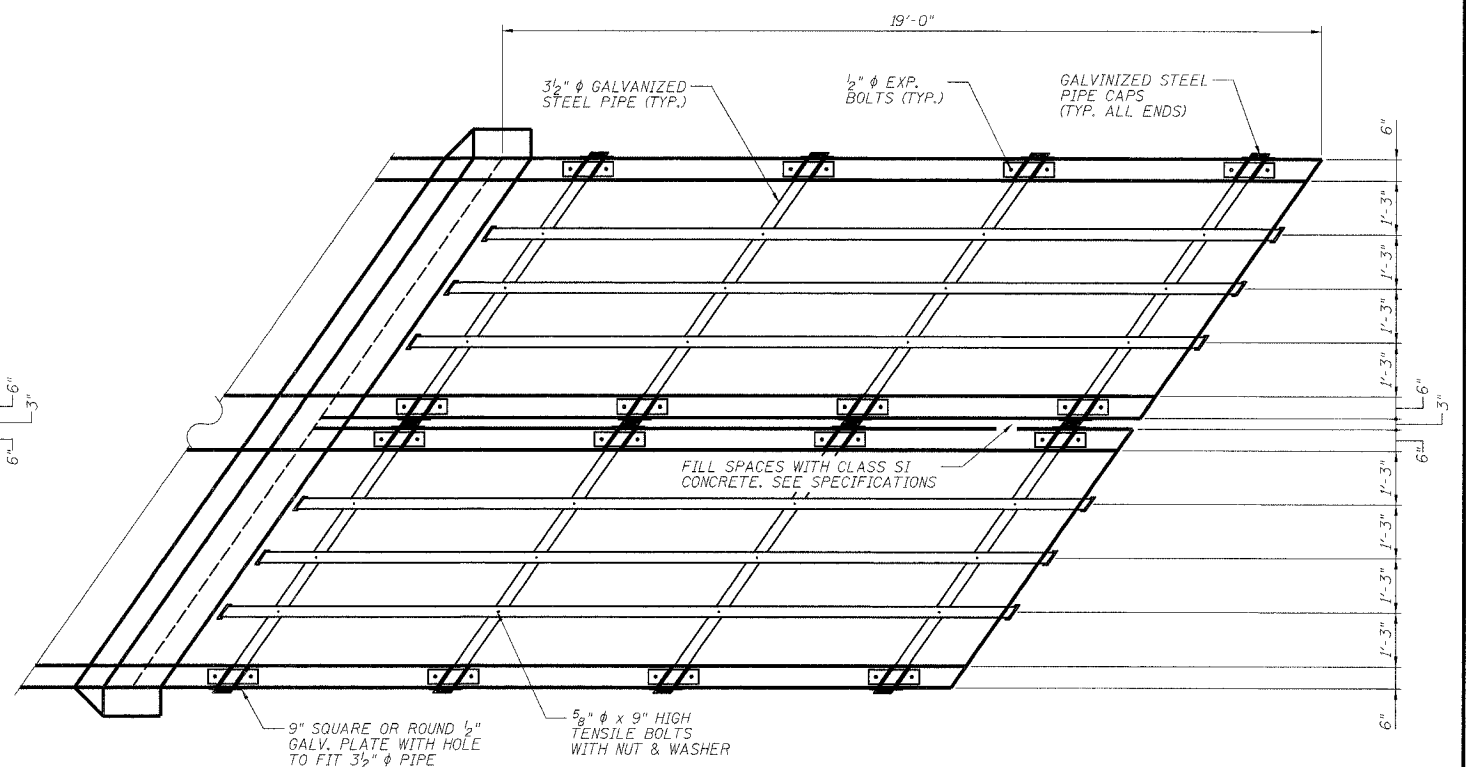 19'-0"
3½" φ GALVANIZED
STEEL PIPE (TYP.)
½" φ EXP.
BOLTS (TYP.)
GALVINIZED STEEL
PIPE CAPS
(TYP. ALL ENDS)
6"
1'-3"
1'-3"
1'-3"
1'-3"
6"
3"
6"
6"
3"
6"
FILL SPACES WITH CLASS SI
CONCRETE. SEE SPECIFICATIONS
1'-3"
1'-3"
1'-3"
1'-3"
6"
9" SQUARE OR ROUND ½"
GALV. PLATE WITH HOLE
TO FIT 3½" φ PIPE
⅝" φ x 9" HIGH
TENSILE BOLTS
WITH NUT & WASHER